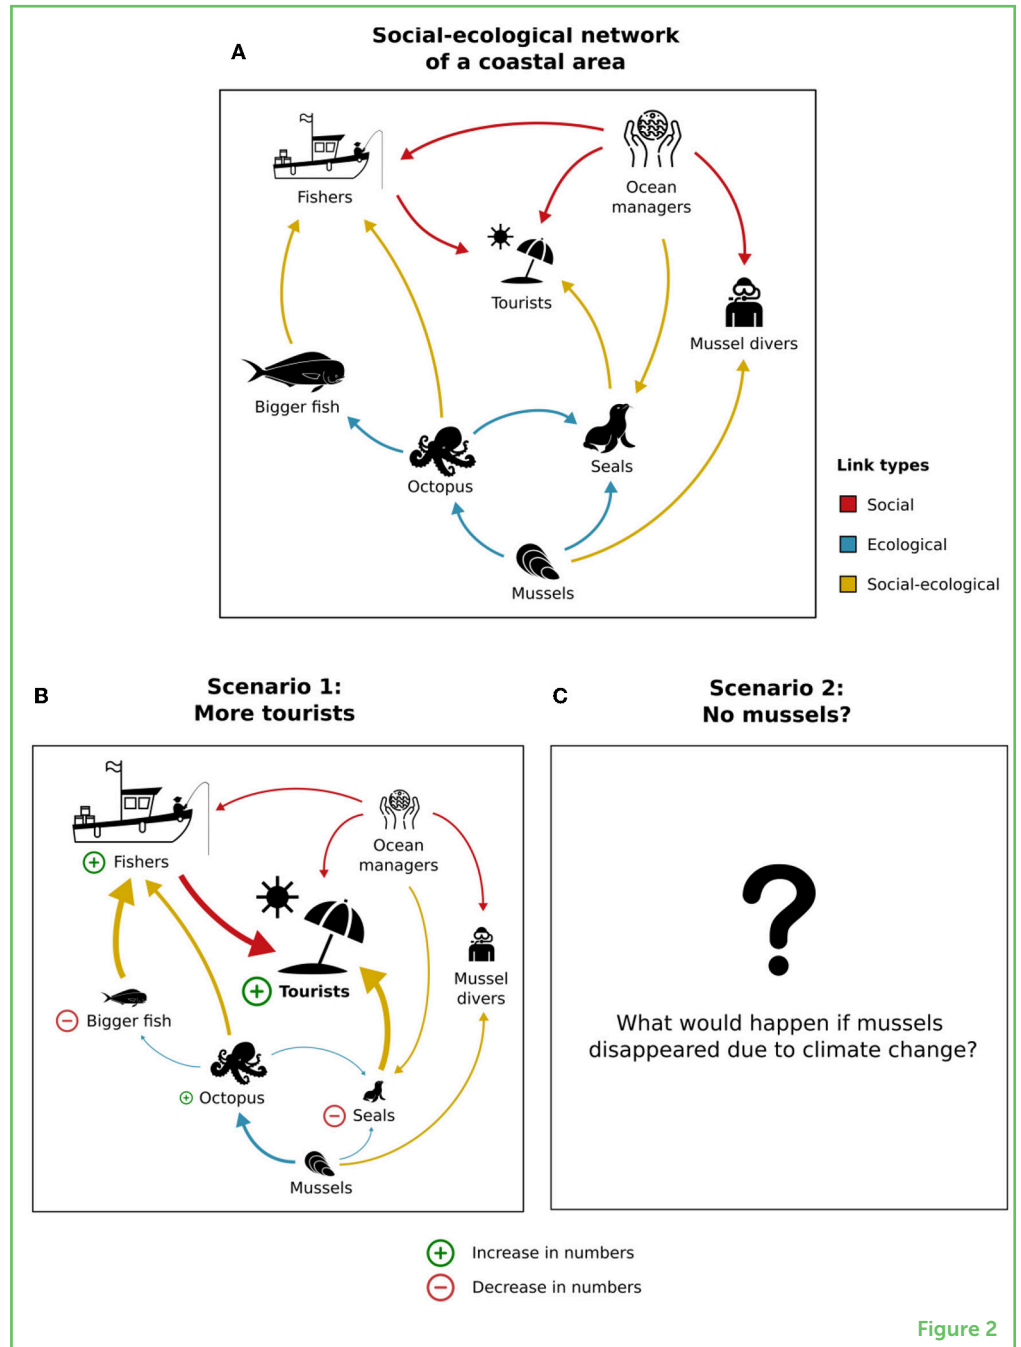 A
Social-ecological network
of a coastal area
Fishers
Ocean
managers
Tourists
Mussel divers
Bigger fish
Octopus
Seals
Mussels
Link types
Social
Ecological
Social-ecological
B
Scenario 1:
More tourists
Fishers
Ocean
managers
Tourists
Mussel
divers
Bigger fish
Octopus
Seals
Mussels
C
Scenario 2:
No mussels?
?
What would happen if mussels
disappeared due to climate change?
Increase in numbers
Decrease in numbers
Figure 2